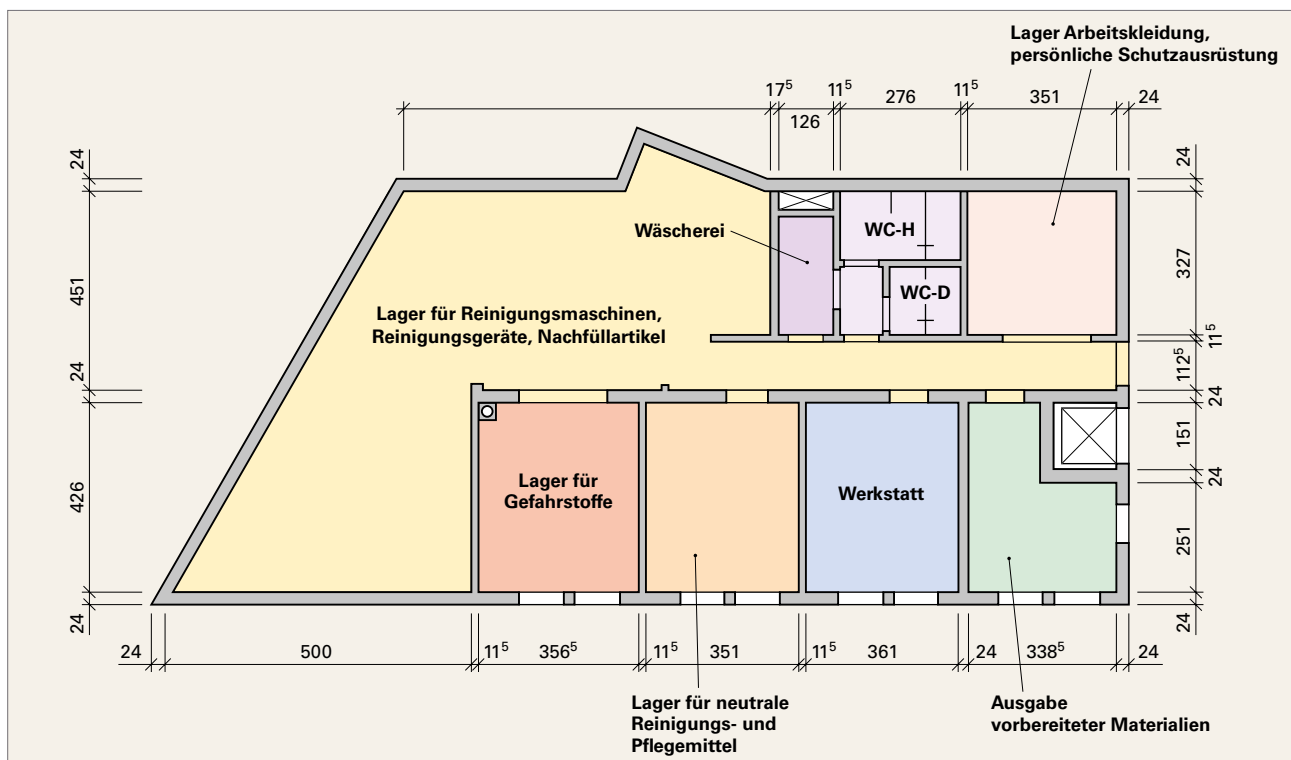 Lager Arbeitskleidung,
persönliche Schutzausrüstung
17⁵ 11⁵ 276 11⁵ 351 24
126
24
24
Wäscherei
WC-H
WC-D
451
327
Lager für Reinigungsmaschinen,
Reinigungsgeräte, Nachfüllartikel
11⁵
112⁵
24
24
151
426
Lager für
Gefahrstoffe
Werkstatt
24
251
24
24
24 500 11⁵ 356⁵ 11⁵ 351 11⁵ 361 24 338⁵ 24
Lager für neutrale
Reinigungs- und
Pflegemittel
Ausgabe
vorbereiteter Materialien